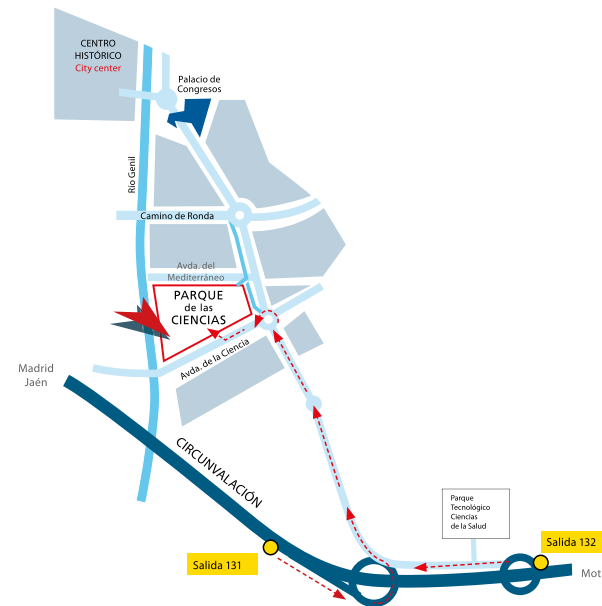 CENTRO
HISTÓRICO
City center
Palacio de
Congresos
Río Genil
Camino de Ronda
Avda. del
Mediterráneo
PARQUE
de las
CIENCIAS
Avda. de la Ciencia
Madrid
Jaén
CIRCUNVALACIÓN
Parque
Tecnológico
Ciencias
de la Salud
Salida 131
Salida 132
Mot